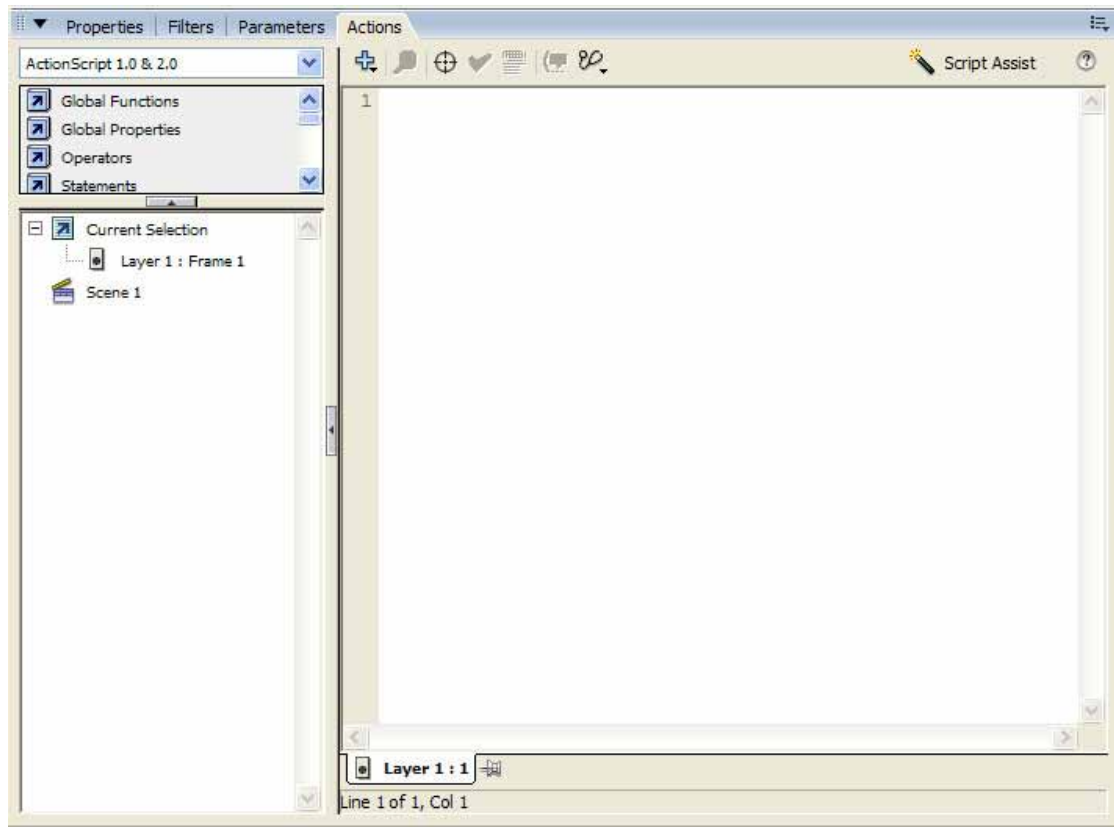 Properties Filters Parameters Actions
ActionScript 1.0 & 2.0
Script Assist
Global Functions
Global Properties
Operators
Statements
Current Selection
Layer 1 : Frame 1
Scene 1
1
Layer 1 : 1
Line 1 of 1, Col 1